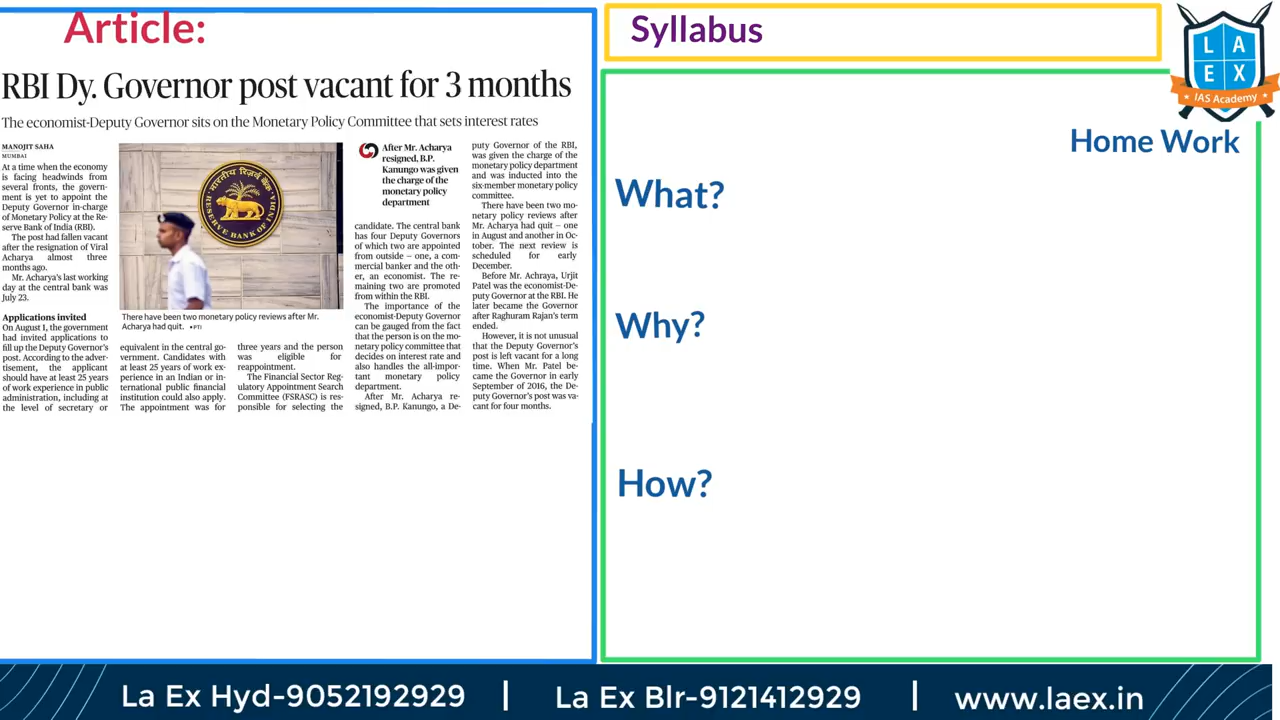 Article:
RBI Dy. Governor post vacant for 3 months
The economist-Deputy Governor sits on the Monetary Policy Committee that sets interest rates
MANOJIT SAHA
MUMBAI
At a time when the economy
is facing headwinds from
several fronts, the govern-
ment is yet to appoint the
Deputy Governor in-charge
of Monetary Policy at the Re-
serve Bank of India (RBI).
The post had fallen vacant
after the resignation of Viral
Acharya almost three
months ago.
Mr. Acharya's last working
day at the central bank was
July 23.
Applications invited
On August 1, the government
had invited applications to
fill up the Deputy Governor's
post. According to the adver-
tisement, the applicant
should have at least 25 years
of work experience in public
administration, including at
the level of secretary or
भारतीय रिज़र्व बैंक
RESERVE BANK OF INDIA
There have been two monetary policy reviews after Mr.
Acharya had quit. •PTI
equivalent in the central go-
vernment. Candidates with
at least 25 years of work ex-
perience in an Indian or in-
ternational public financial
institution could also apply.
The appointment was for
three years and the person
was eligible for
reappointment.
The Financial Sector Reg-
ulatory Appointment Search
Committee (FSRASC) is res-
ponsible for selecting the
After Mr. Acharya
resigned, B.P.
Kanungo was given
the charge of the
monetary policy
department
candidate. The central bank
has four Deputy Governors
of which two are appointed
from outside – one, a com-
mercial banker and the oth-
er, an economist. The re-
maining two are promoted
from within the RBI.
The importance of the
economist-Deputy Governor
can be gauged from the fact
that the person is on the mo-
netary policy committee that
decides on interest rate and
also handles the all-impor-
tant monetary policy
department.
After Mr. Acharya re-
signed, B.P. Kanungo, a De-
puty Governor of the RBI,
was given the charge of the
monetary policy department
and was inducted into the
six-member monetary policy
committee.
There have been two mo-
netary policy reviews after
Mr. Acharya had quit – one
in August and another in Oc-
tober. The next review is
scheduled for early
December.
Before Mr. Achraya, Urjit
Patel was the economist-De-
puty Governor at the RBI. He
later became the Governor
after Raghuram Rajan's term
ended.
However, it is not unusual
that the Deputy Governor's
post is left vacant for a long
time. When Mr. Patel be-
came the Governor in early
September of 2016, the De-
puty Governor's post was va-
cant for four months.
Syllabus
L A
E X
IAS Academy
Home Work
What?
Why?
How?
La Ex Hyd-9052192929 | La Ex Blr-9121412929 | www.laex.in